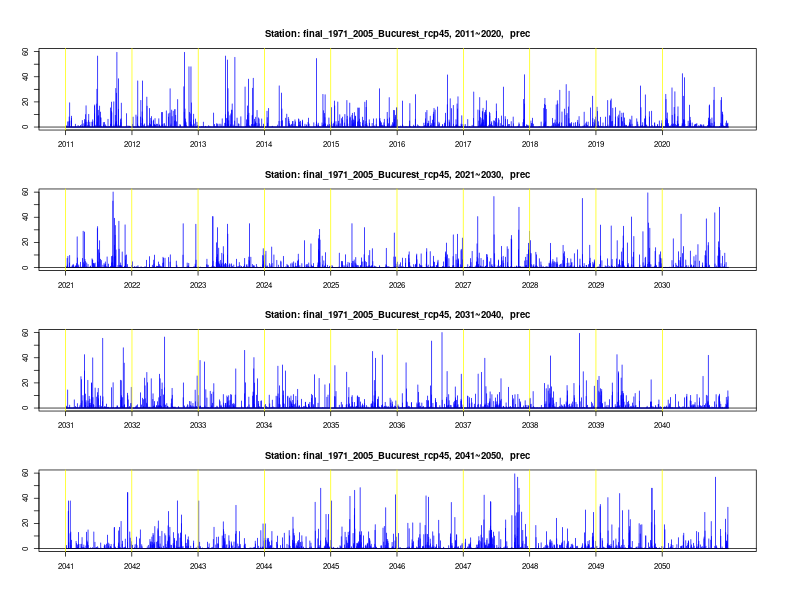 Station: final_1971_2005_Bucurest_rcp45, 2011~2020, prec
60
40
20
0
2011 2012 2013 2014 2015 2016 2017 2018 2019 2020
Station: final_1971_2005_Bucurest_rcp45, 2021~2030, prec
60
40
20
0
2021 2022 2023 2024 2025 2026 2027 2028 2029 2030
Station: final_1971_2005_Bucurest_rcp45, 2031~2040, prec
60
40
20
0
2031 2032 2033 2034 2035 2036 2037 2038 2039 2040
Station: final_1971_2005_Bucurest_rcp45, 2041~2050, prec
60
40
20
0
2041 2042 2043 2044 2045 2046 2047 2048 2049 2050